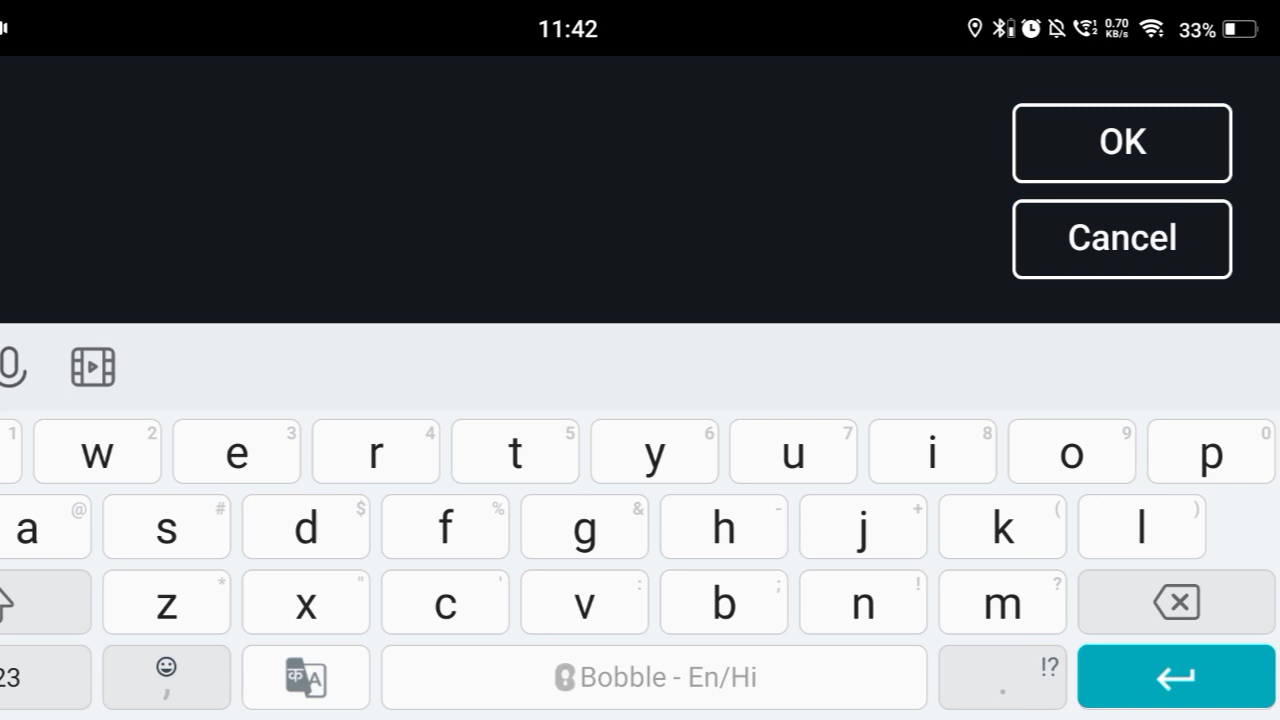 11:42 0.70 KB/s 33%
OK
Cancel
1 w 2 e 3 r 4 t 5 y 6 u 7 i 8 o 9 p 0
a @ s # d $ f % g & h - j + k ( l )
z * x " c ' v : b ; n ! m ?
23 , क A Bobble - En/Hi . !?